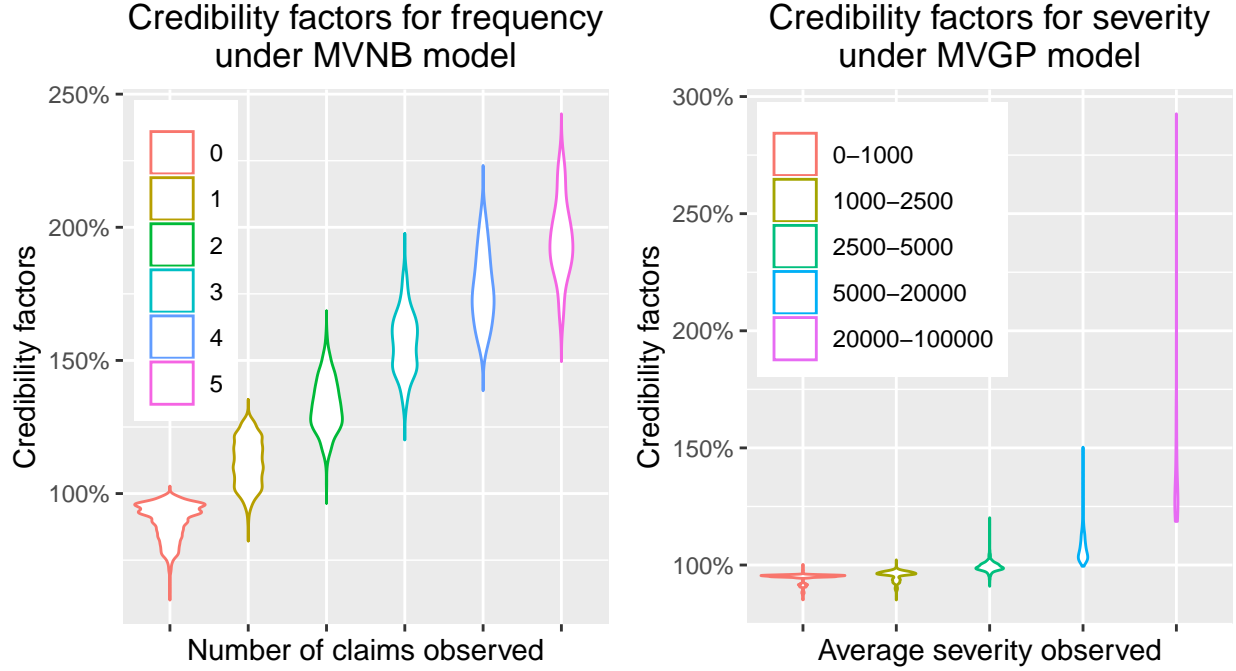 Credibility factors for frequency
under MVNB model
250%
200%
150%
100%
Credibility factors
0
1
2
3
4
5
Number of claims observed
Credibility factors for severity
under MVGP model
300%
250%
200%
150%
100%
Credibility factors
0−1000
1000−2500
2500−5000
5000−20000
20000−100000
Average severity observed